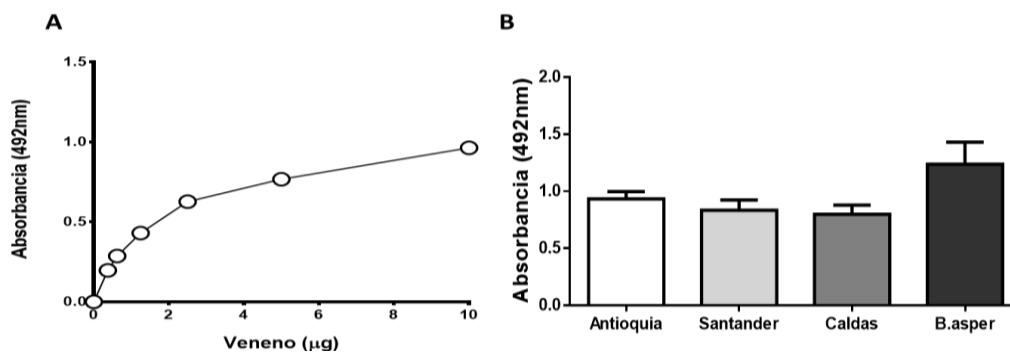 A
Absorbancia (492nm)
1.5
1.0
0.5
0.0
0 2 4 6 8 10
Veneno (μg)
B
Absorbancia (492nm)
2.0
1.5
1.0
0.5
0.0
Antioquia Santander Caldas B.asper